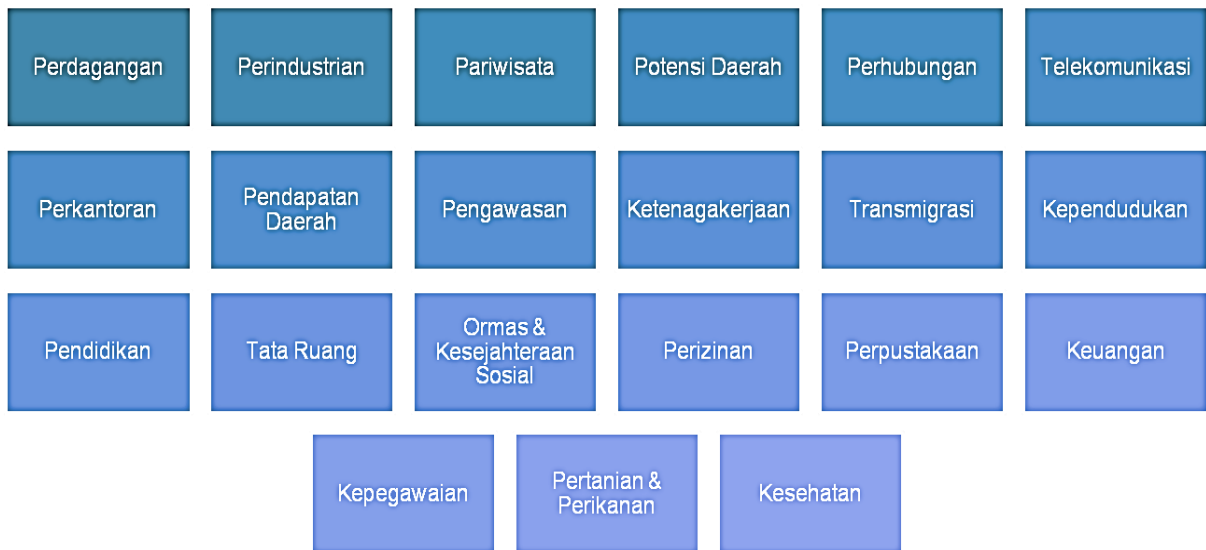 Perdagangan
Perindustrian
Pariwisata
Potensi Daerah
Perhubungan
Telekomunikasi
Perkantoran
Pendapatan
Daerah
Pengawasan
Ketenagakerjaan
Transmigrasi
Kependudukan
Pendidikan
Tata Ruang
Ormas &
Kesejahteraan
Sosial
Perizinan
Perpustakaan
Keuangan
Kepegawaian
Pertanian &
Perikanan
Kesehatan